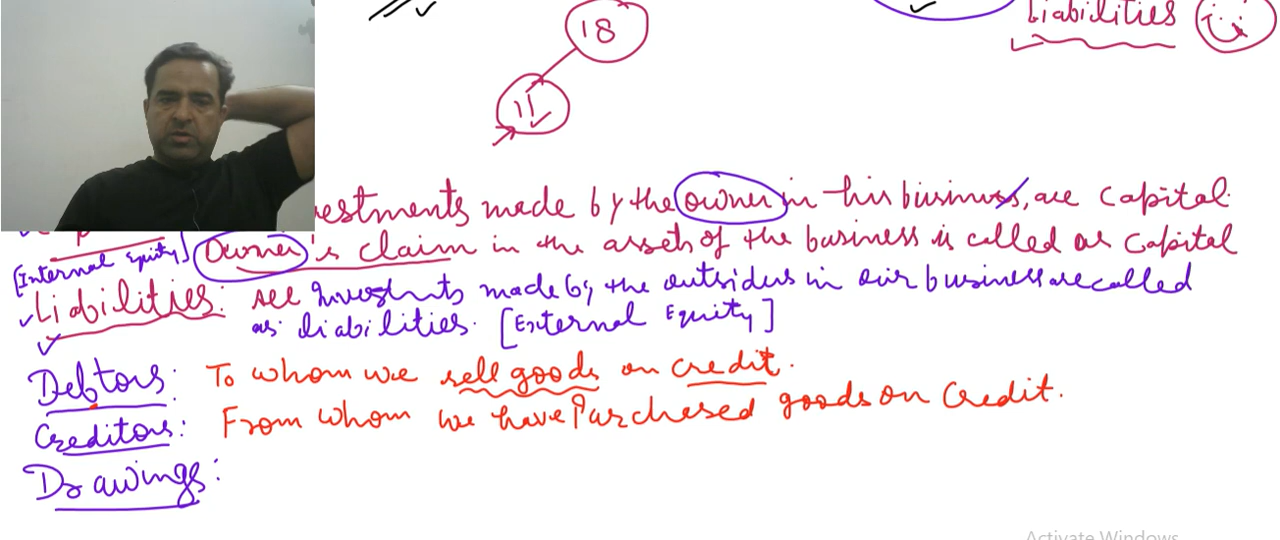 Liabilities
18
11
vestments made by the owner in his business, are Capital
Owner's claim in the assets of the business is called as Capital
[Internal Equity]
Liabilities: All Investments made by the outsiders in our business are called
as liabilities. [External Equity]
Debtors: To whom we sell goods on credit.
Creditors: From whom we have Purchased goods on Credit.
Drawings:
Activate Windows